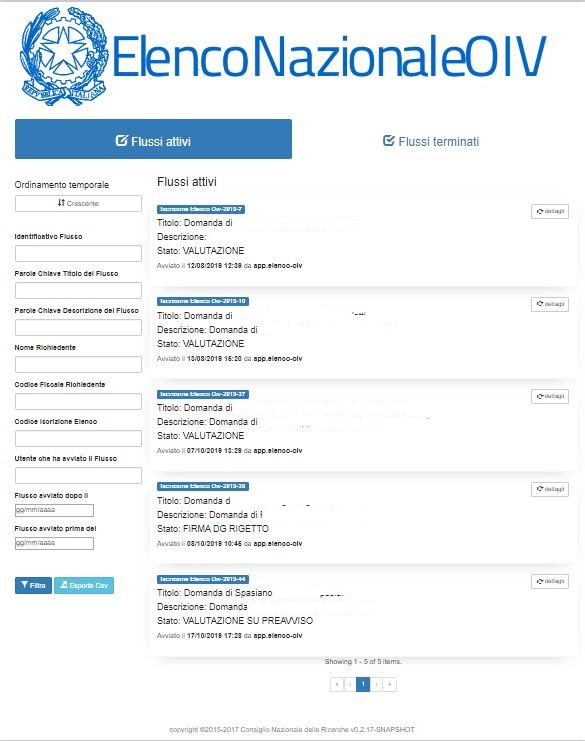 ElencoNazionaleOIV
Flussi attivi
Flussi terminati
Ordinamento temporale
Crescente
Identificativo Flusso
Parole Chiave Titolo del Flusso
Parole Chiave Descrizione del Flusso
Nome Richiedente
Codice Fiscale Richiedente
Codice Iscrizione Elenco
Utente che ha avviato il Flusso
Flusso avviato dopo il
gg/mm/aaaa
Flusso avviato prima del
gg/mm/aaaa
Filtra
Esporta Csv
Flussi attivi
Iscrizione Elenco Oiv-2019-7
dettagli
Titolo: Domanda di
Descrizione:
Stato: VALUTAZIONE
Avviato il 12/08/2019 12:39 da app.elenco-oiv
Iscrizione Elenco Oiv-2019-10
dettagli
Titolo: Domanda di
Descrizione: Domanda di
Stato: VALUTAZIONE
Avviato il 13/08/2019 15:20 da app.elenco-oiv
Iscrizione Elenco Oiv-2019-37
dettagli
Titolo: Domanda di
Descrizione: Domanda di
Stato: VALUTAZIONE
Avviato il 07/10/2019 13:29 da app.elenco-oiv
Iscrizione Elenco Oiv-2019-38
dettagli
Titolo: Domanda d
Descrizione: Domanda di
Stato: FIRMA DG RIGETTO
Avviato il 08/10/2019 10:45 da app.elenco-oiv
Iscrizione Elenco Oiv-2019-44
dettagli
Titolo: Domanda di Spasiano
Descrizione: Domanda
Stato: VALUTAZIONE SU PREAVVISO
Avviato il 17/10/2019 17:23 da app.elenco-oiv
Showing 1 - 5 of 5 items.
« ‹ 1 › »
copyright ©2015-2017 Consiglio Nazionale delle Ricerche v0.2.17-SNAPSHOT